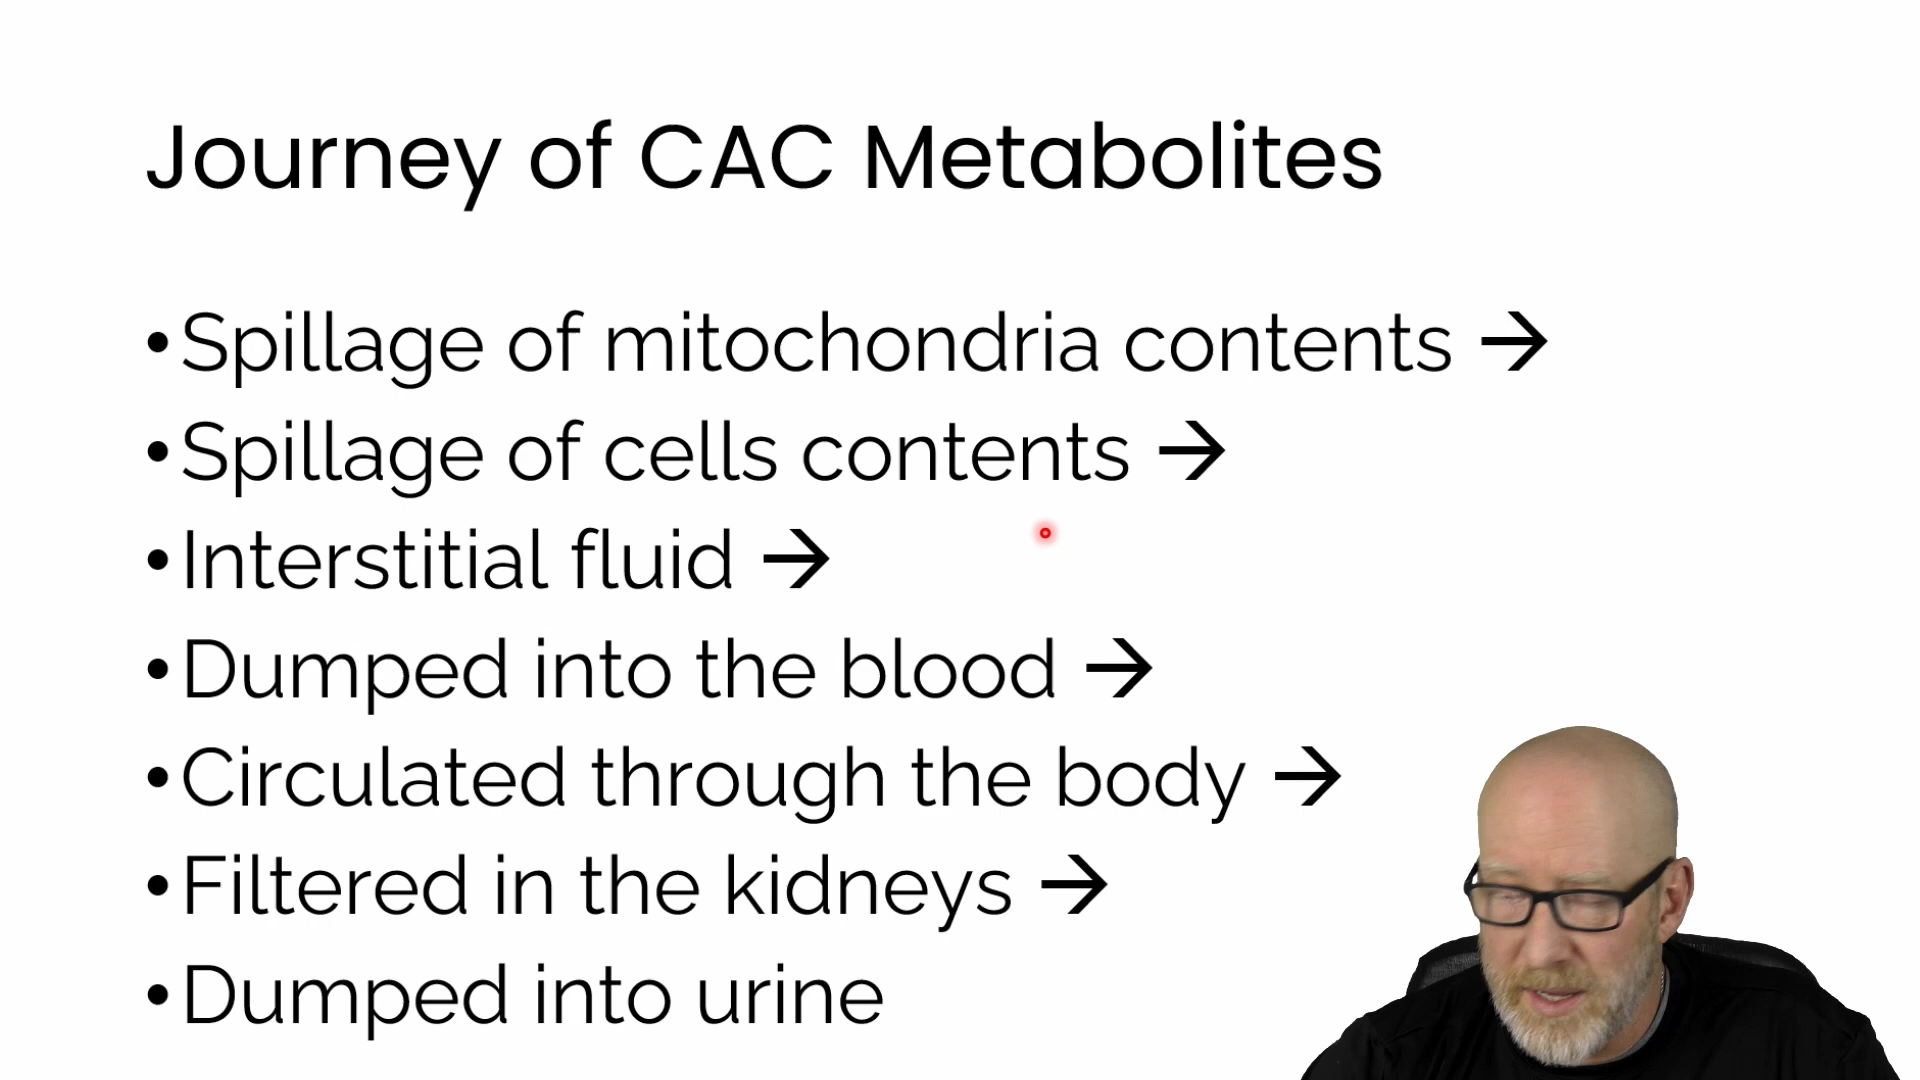 Journey of CAC Metabolites
•Spillage of mitochondria contents →
•Spillage of cells contents →
•Interstitial fluid →
•Dumped into the blood →
•Circulated through the body →
•Filtered in the kidneys →
•Dumped into urine